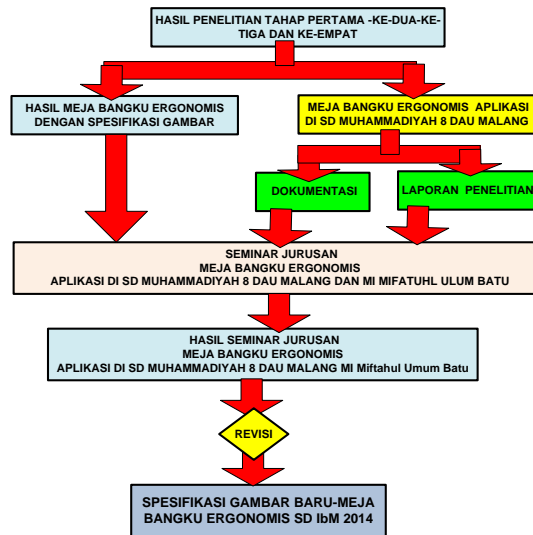 HASIL PENELITIAN TAHAP PERTAMA -KE-DUA-KE-
TIGA DAN KE-EMPAT
HASIL MEJA BANGKU ERGONOMIS
DENGAN SPESIFIKASI GAMBAR
MEJA BANGKU ERGONOMIS APLIKASI
DI SD MUHAMMADIYAH 8 DAU MALANG
DOKUMENTASI
LAPORAN PENELITIAN
SEMINAR JURUSAN
MEJA BANGKU ERGONOMIS
APLIKASI DI SD MUHAMMADIYAH 8 DAU MALANG DAN MI MIFATUHL ULUM BATU
HASIL SEMINAR JURUSAN
MEJA BANGKU ERGONOMIS
APLIKASI DI SD MUHAMMADIYAH 8 DAU MALANG MI Miftahul Umum Batu
REVISI
SPESIFIKASI GAMBAR BARU-MEJA
BANGKU ERGONOMIS SD IbM 2014